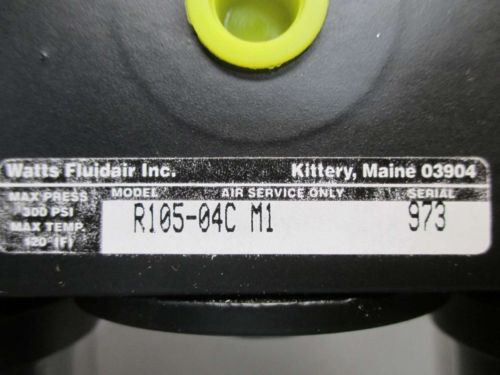 Watts Fluidair Inc. Kittery, Maine 03904
MAX PRESS. MODEL AIR SERVICE ONLY SERIAL
300 PSI R105-04C M1 973
MAX TEMP.
120° (F)